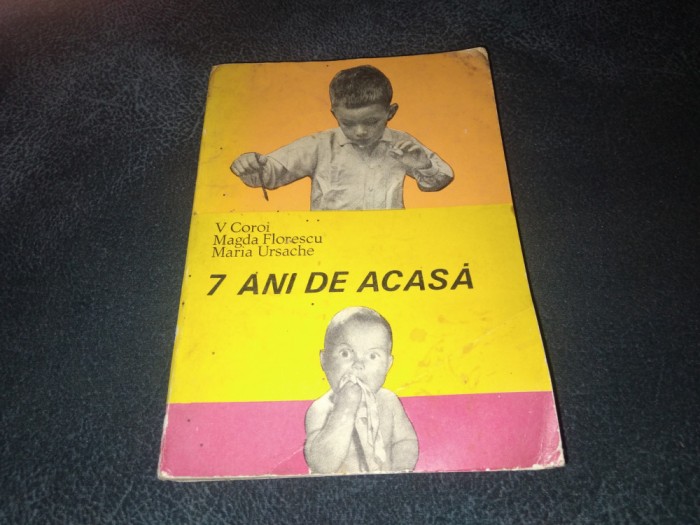 V Coroi
Magda Florescu
Maria Ursache
7 ANI DE ACASĂ